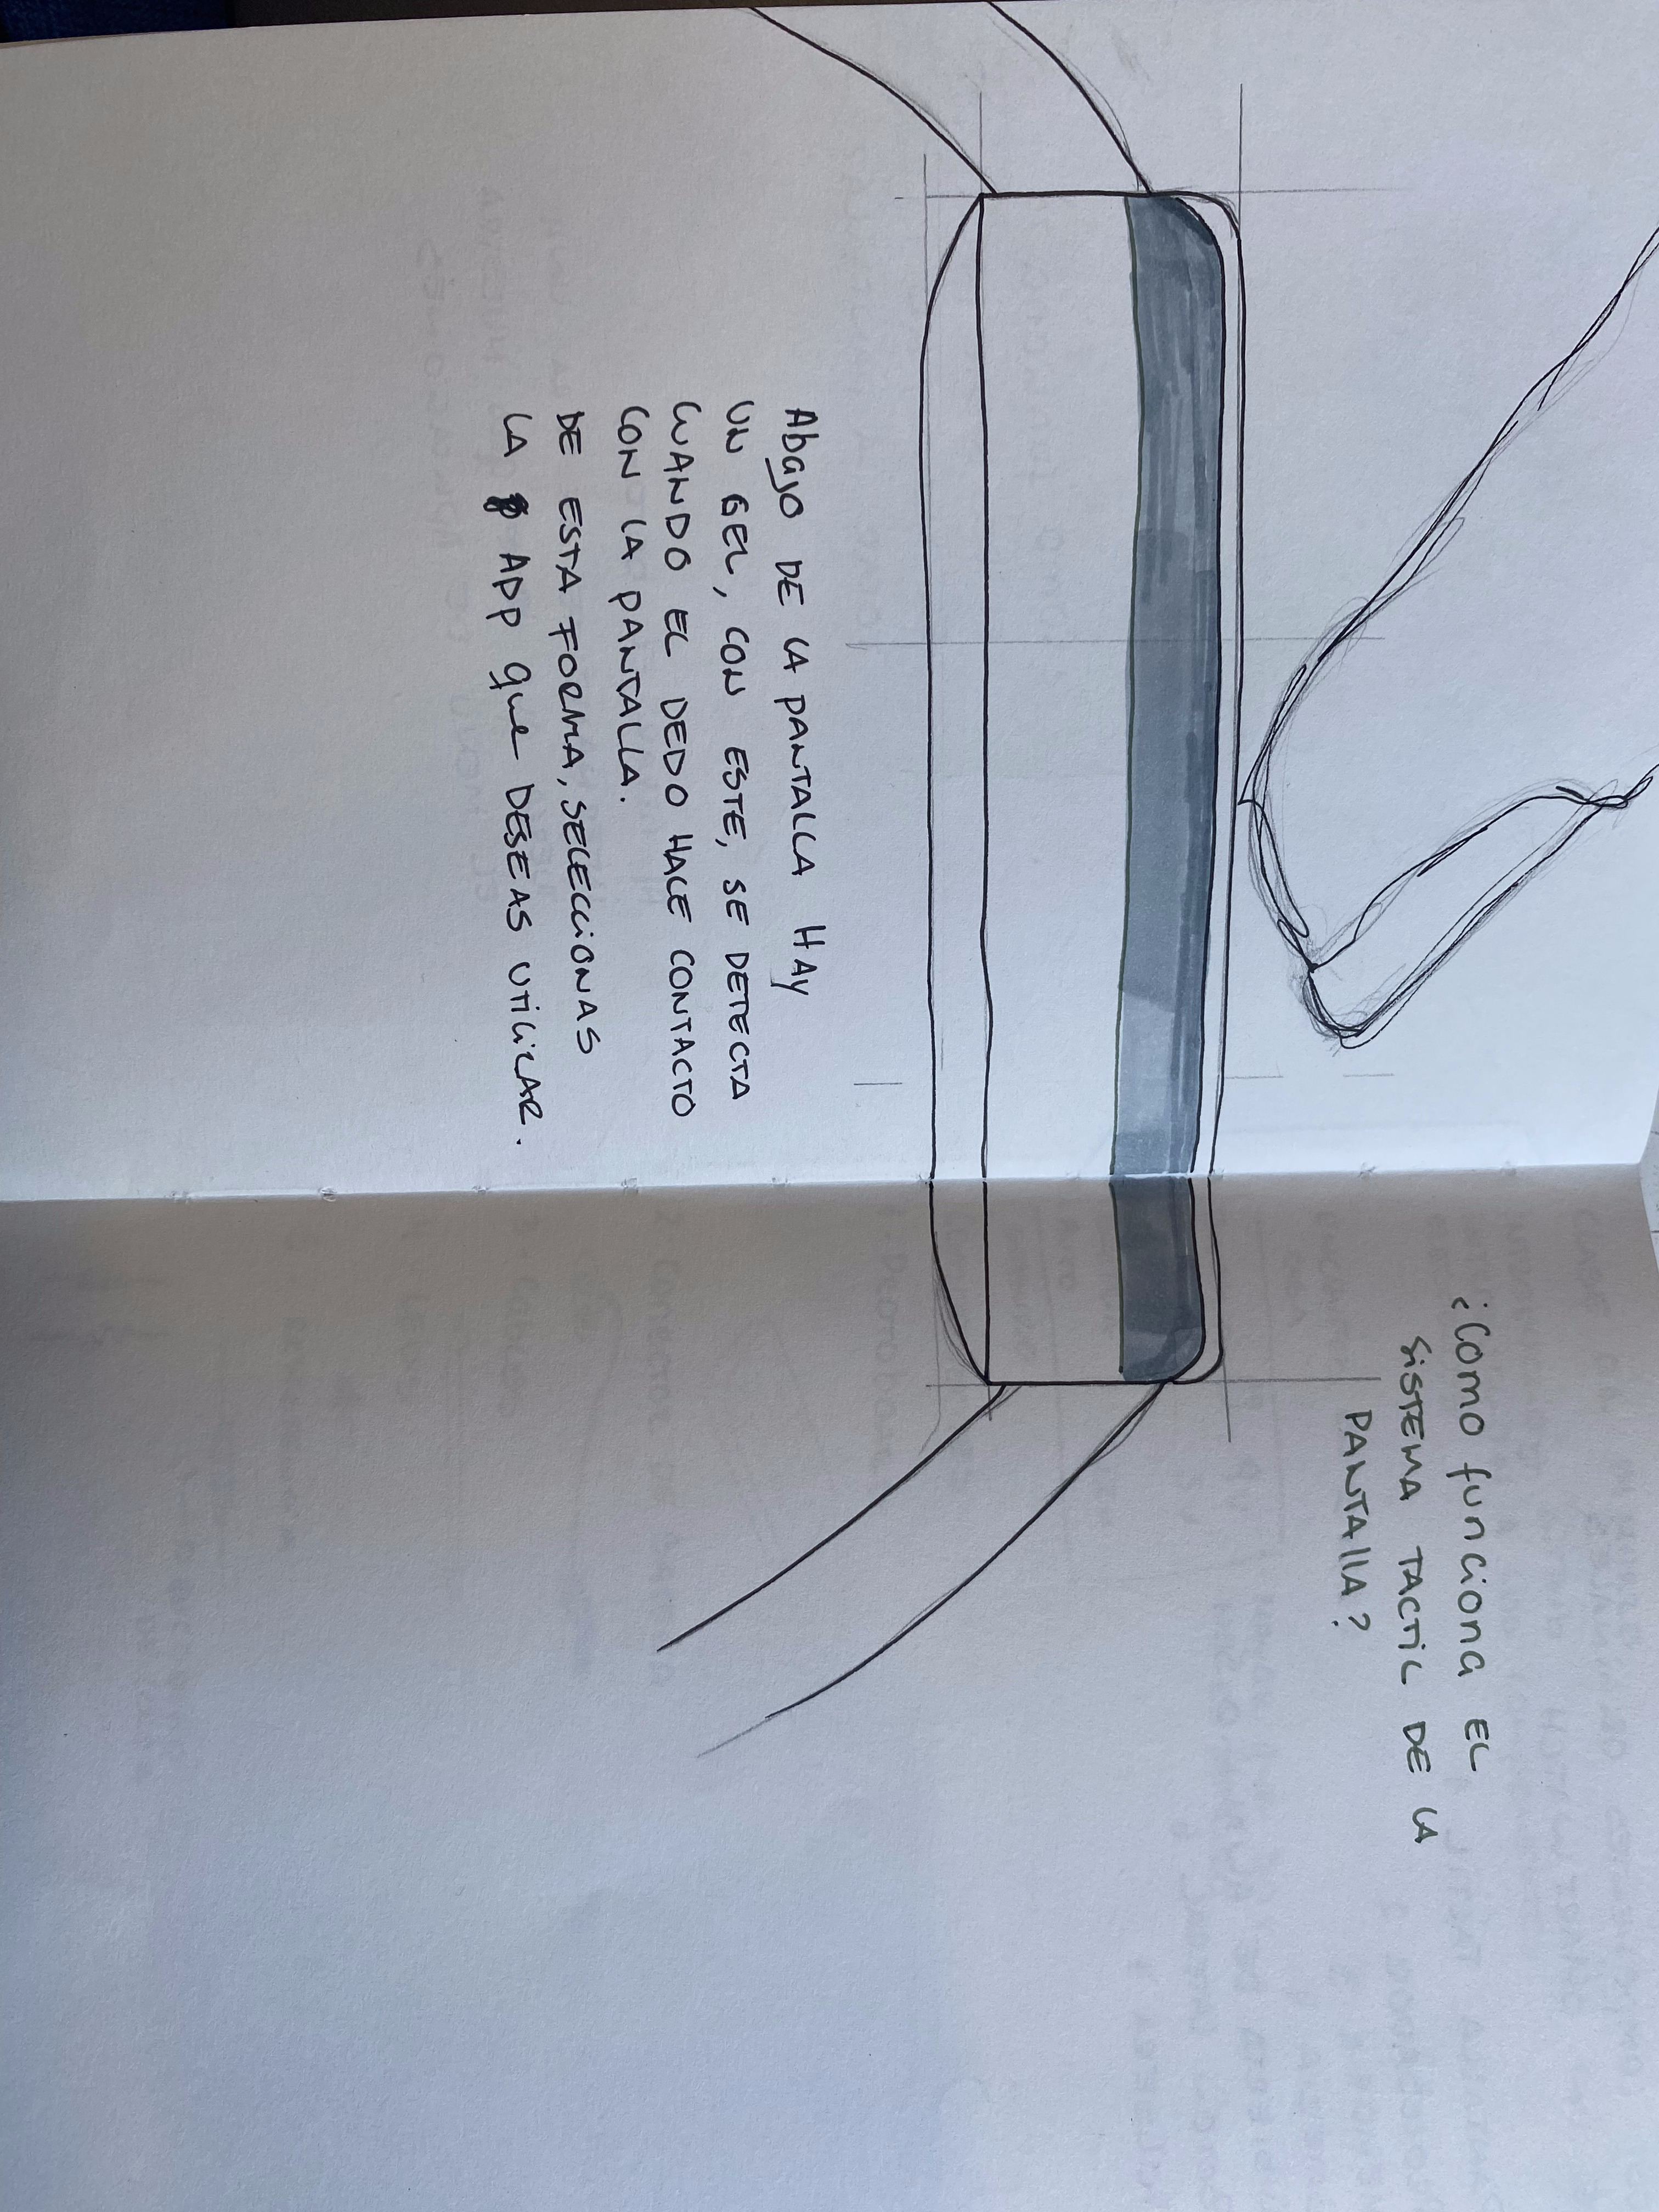 ¿Como funciona EL
SISTEMA TACTIL DE LA
PANTALLA?
Abajo DE LA PANTALLA HAy
UN GEL, CON ESTE, SE DETECTA
CUANDO EL DEDO HACE CONTACTO
CON LA PANTALLA.
DE ESTA FORMA, SELECCIONAS
LA APP que DESEAS UTILIZAR.